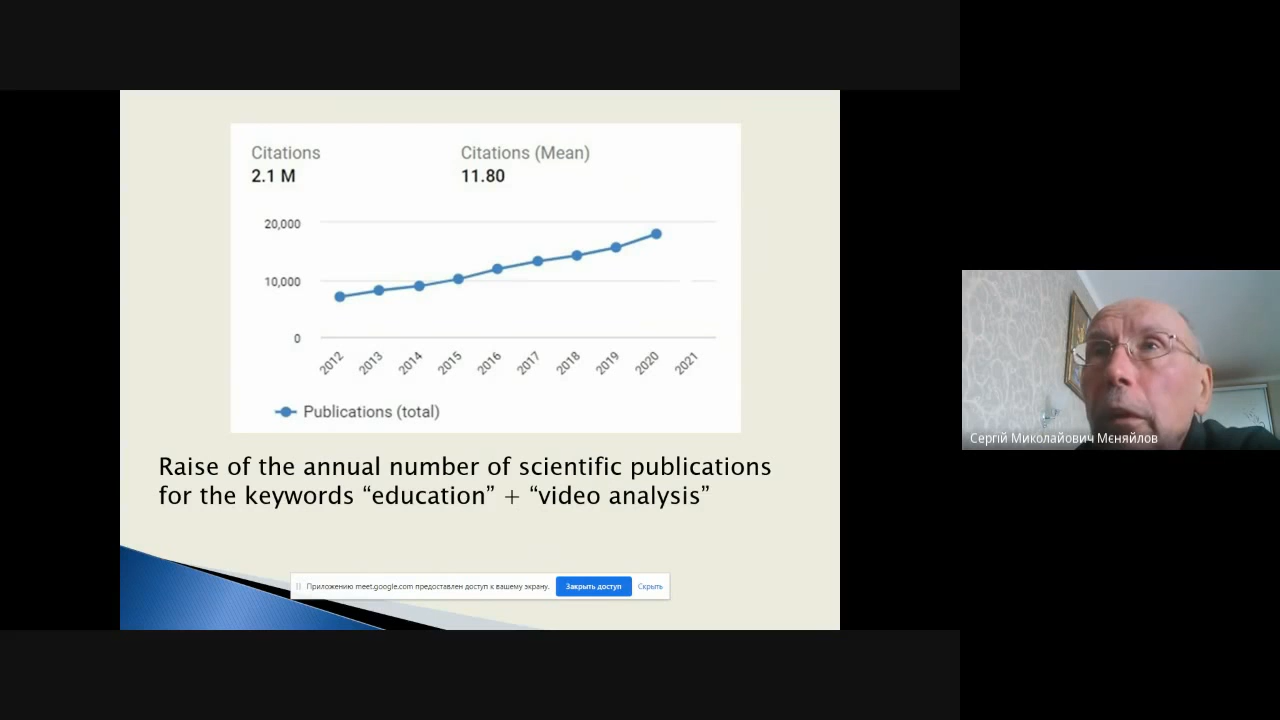 Citations
2.1 M
Citations (Mean)
11.80
20,000
10,000
0
2012 2013 2014 2015 2016 2017 2018 2019 2020 2021
Publications (total)
Raise of the annual number of scientific publications
for the keywords “education” + “video analysis”
Приложению meet.google.com предоставлен доступ к вашему экрану. Закрыть доступ Скрыть
Сергій Миколайович Мєняйлов